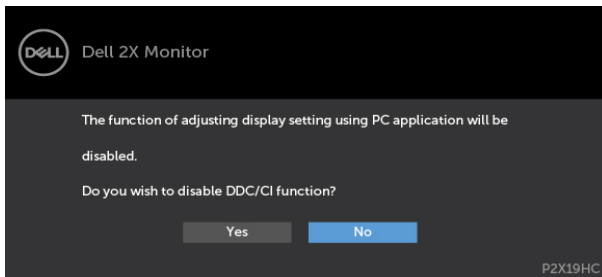 DELL
Dell 2X Monitor
The function of adjusting display setting using PC application will be
disabled.
Do you wish to disable DDC/CI function?
Yes No
P2X19HC